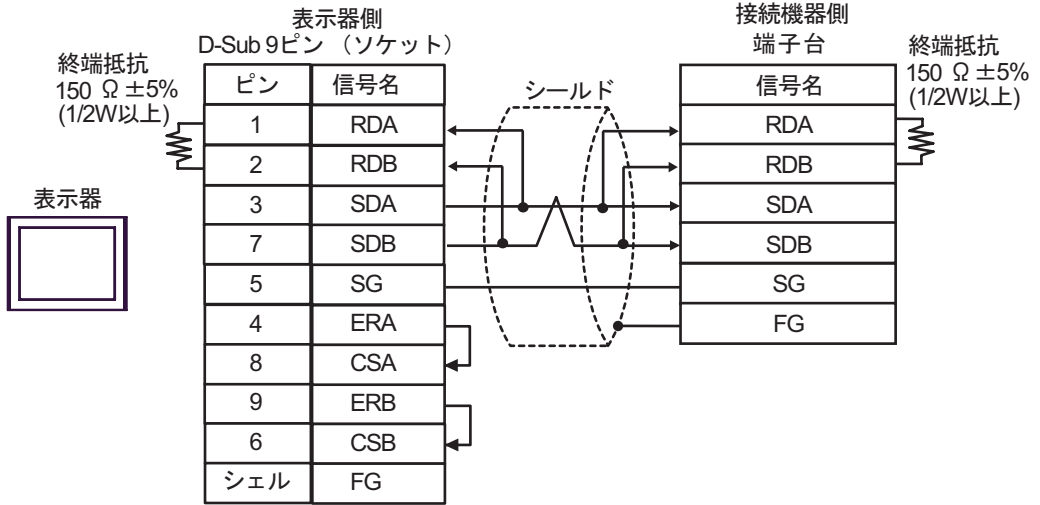 表示器側
D-Sub 9ピン (ソケット)
接続機器側
端子台
終端抵抗
150 Ω ±5%
(1/2W以上)
終端抵抗
150 Ω ±5%
(1/2W以上)
シールド
表示器
ピン 信号名
1 RDA
2 RDB
3 SDA
7 SDB
5 SG
4 ERA
8 CSA
9 ERB
6 CSB
シェル FG
信号名
RDA
RDB
SDA
SDB
SG
FG